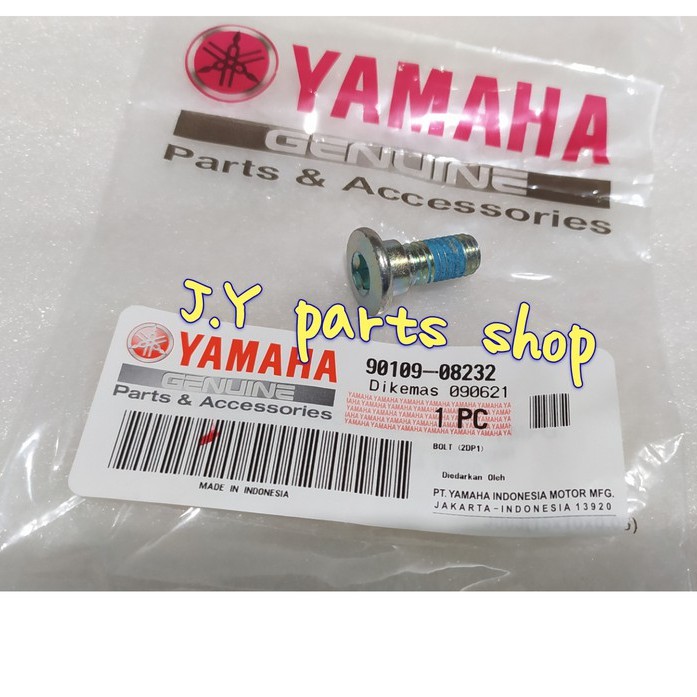 YAMAHA
GENUINE
Parts & Accessories
J.Y parts shop
YAMAHA
GENUINE
Parts & Accessories
MADE IN INDONESIA
90109-08232
Dikemas 090621
1 PC
BOLT (2DP1)
Diedarkan Oleh
PT. YAMAHA INDONESIA MOTOR MFG.
JAKARTA-INDONESIA 13920